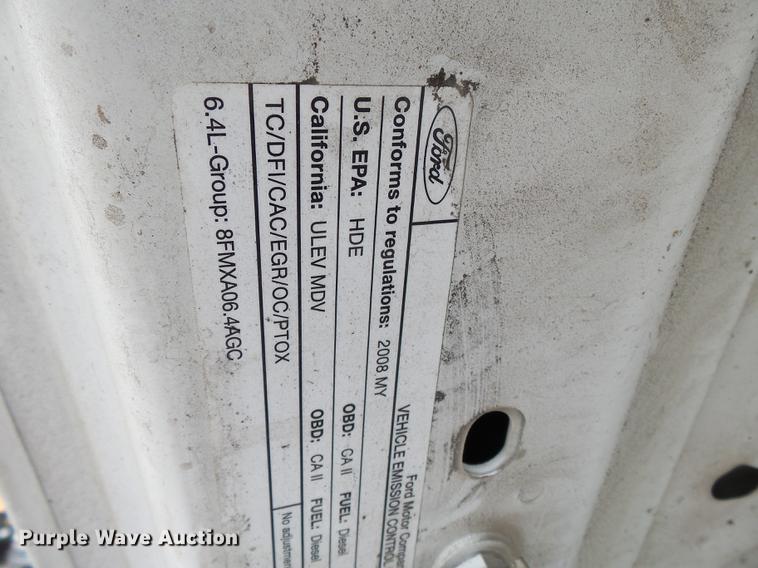 Ford
Ford Motor Company
VEHICLE EMISSION CONTROL
Conforms to regulations: 2008 MY
U.S. EPA: HDE OBD: CA II FUEL: Diesel
California: ULEV MDV OBD: CA II FUEL: Diesel
TC/DFI/CAC/EGR/OC/PTOX
No
6.4L-Group: 8FMXA06.4AGC
Purple Wave Auction